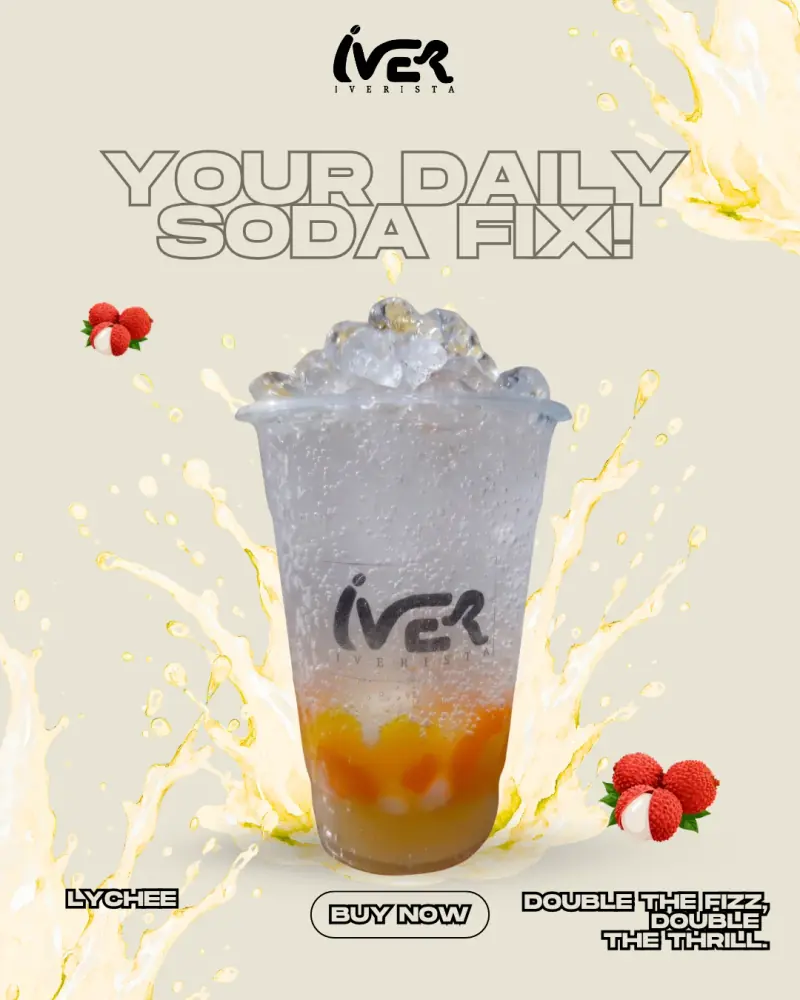 iVER
IVERISTA
YOUR DAILY
SODA FIX!
iVER
IVERISTA
LYCHEE
BUY NOW
DOUBLE THE FIZZ,
DOUBLE
THE THRILL.